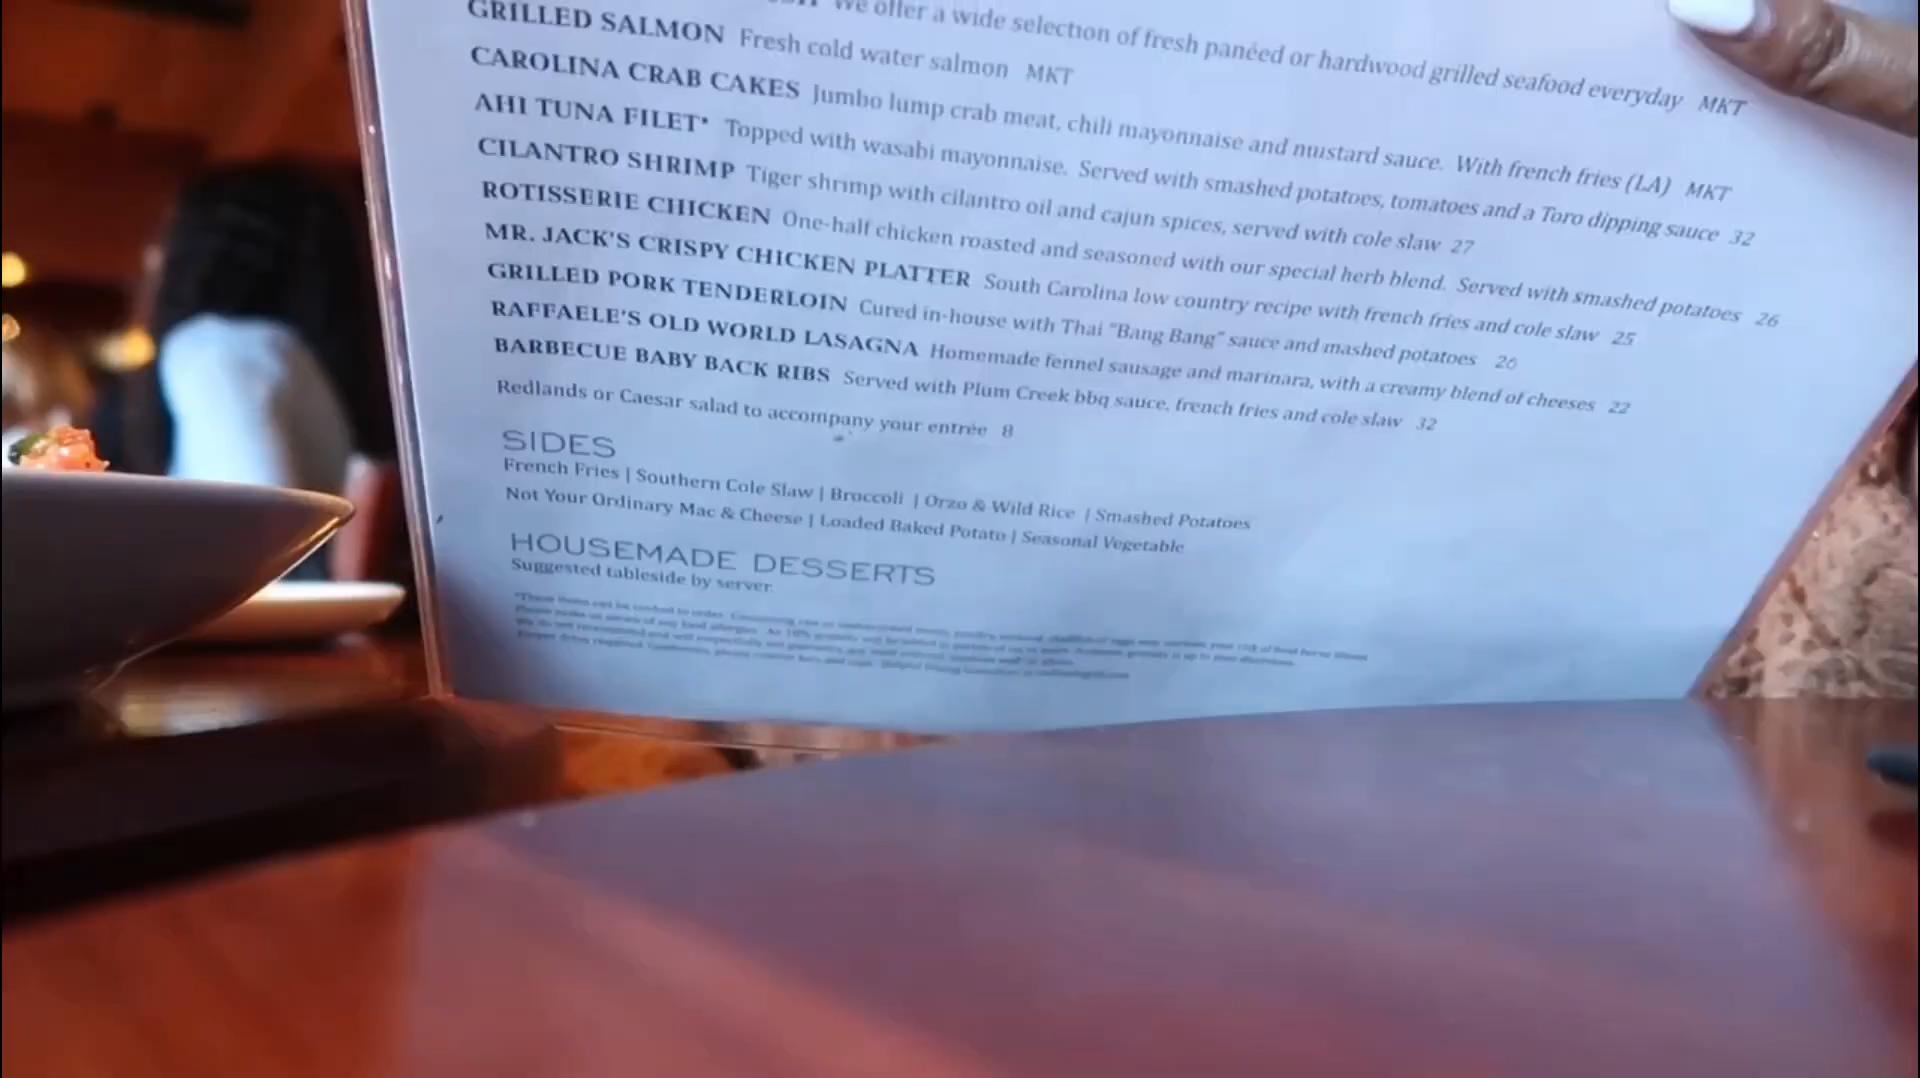 We offer a wide selection of fresh panéed or hardwood grilled seafood everyday MKT
GRILLED SALMON Fresh cold water salmon MKT
CAROLINA CRAB CAKES Jumbo lump crab meat, chili mayonnaise and mustard sauce. With french fries (LA) MKT
AHI TUNA FILET* Topped with wasabi mayonnaise. Served with smashed potatoes, tomatoes and a Toro dipping sauce 32
CILANTRO SHRIMP Tiger shrimp with cilantro oil and cajun spices, served with cole slaw 27
ROTISSERIE CHICKEN One-half chicken roasted and seasoned with our special herb blend. Served with smashed potatoes 26
MR. JACK'S CRISPY CHICKEN PLATTER South Carolina low country recipe with french fries and cole slaw 25
GRILLED PORK TENDERLOIN Cured in-house with Thai "Bang Bang" sauce and mashed potatoes 26
RAFFAELE'S OLD WORLD LASAGNA Homemade fennel sausage and marinara, with a creamy blend of cheeses 22
BARBECUE BABY BACK RIBS Served with Plum Creek bbq sauce, french fries and cole slaw 32
Redlands or Caesar salad to accompany your entrée 8
SIDES
French Fries | Southern Cole Slaw | Broccoli | Orzo & Wild Rice | Smashed Potatoes
Not Your Ordinary Mac & Cheese | Loaded Baked Potato | Seasonal Vegetable
HOUSEMADE DESSERTS
Suggested tableside by server.